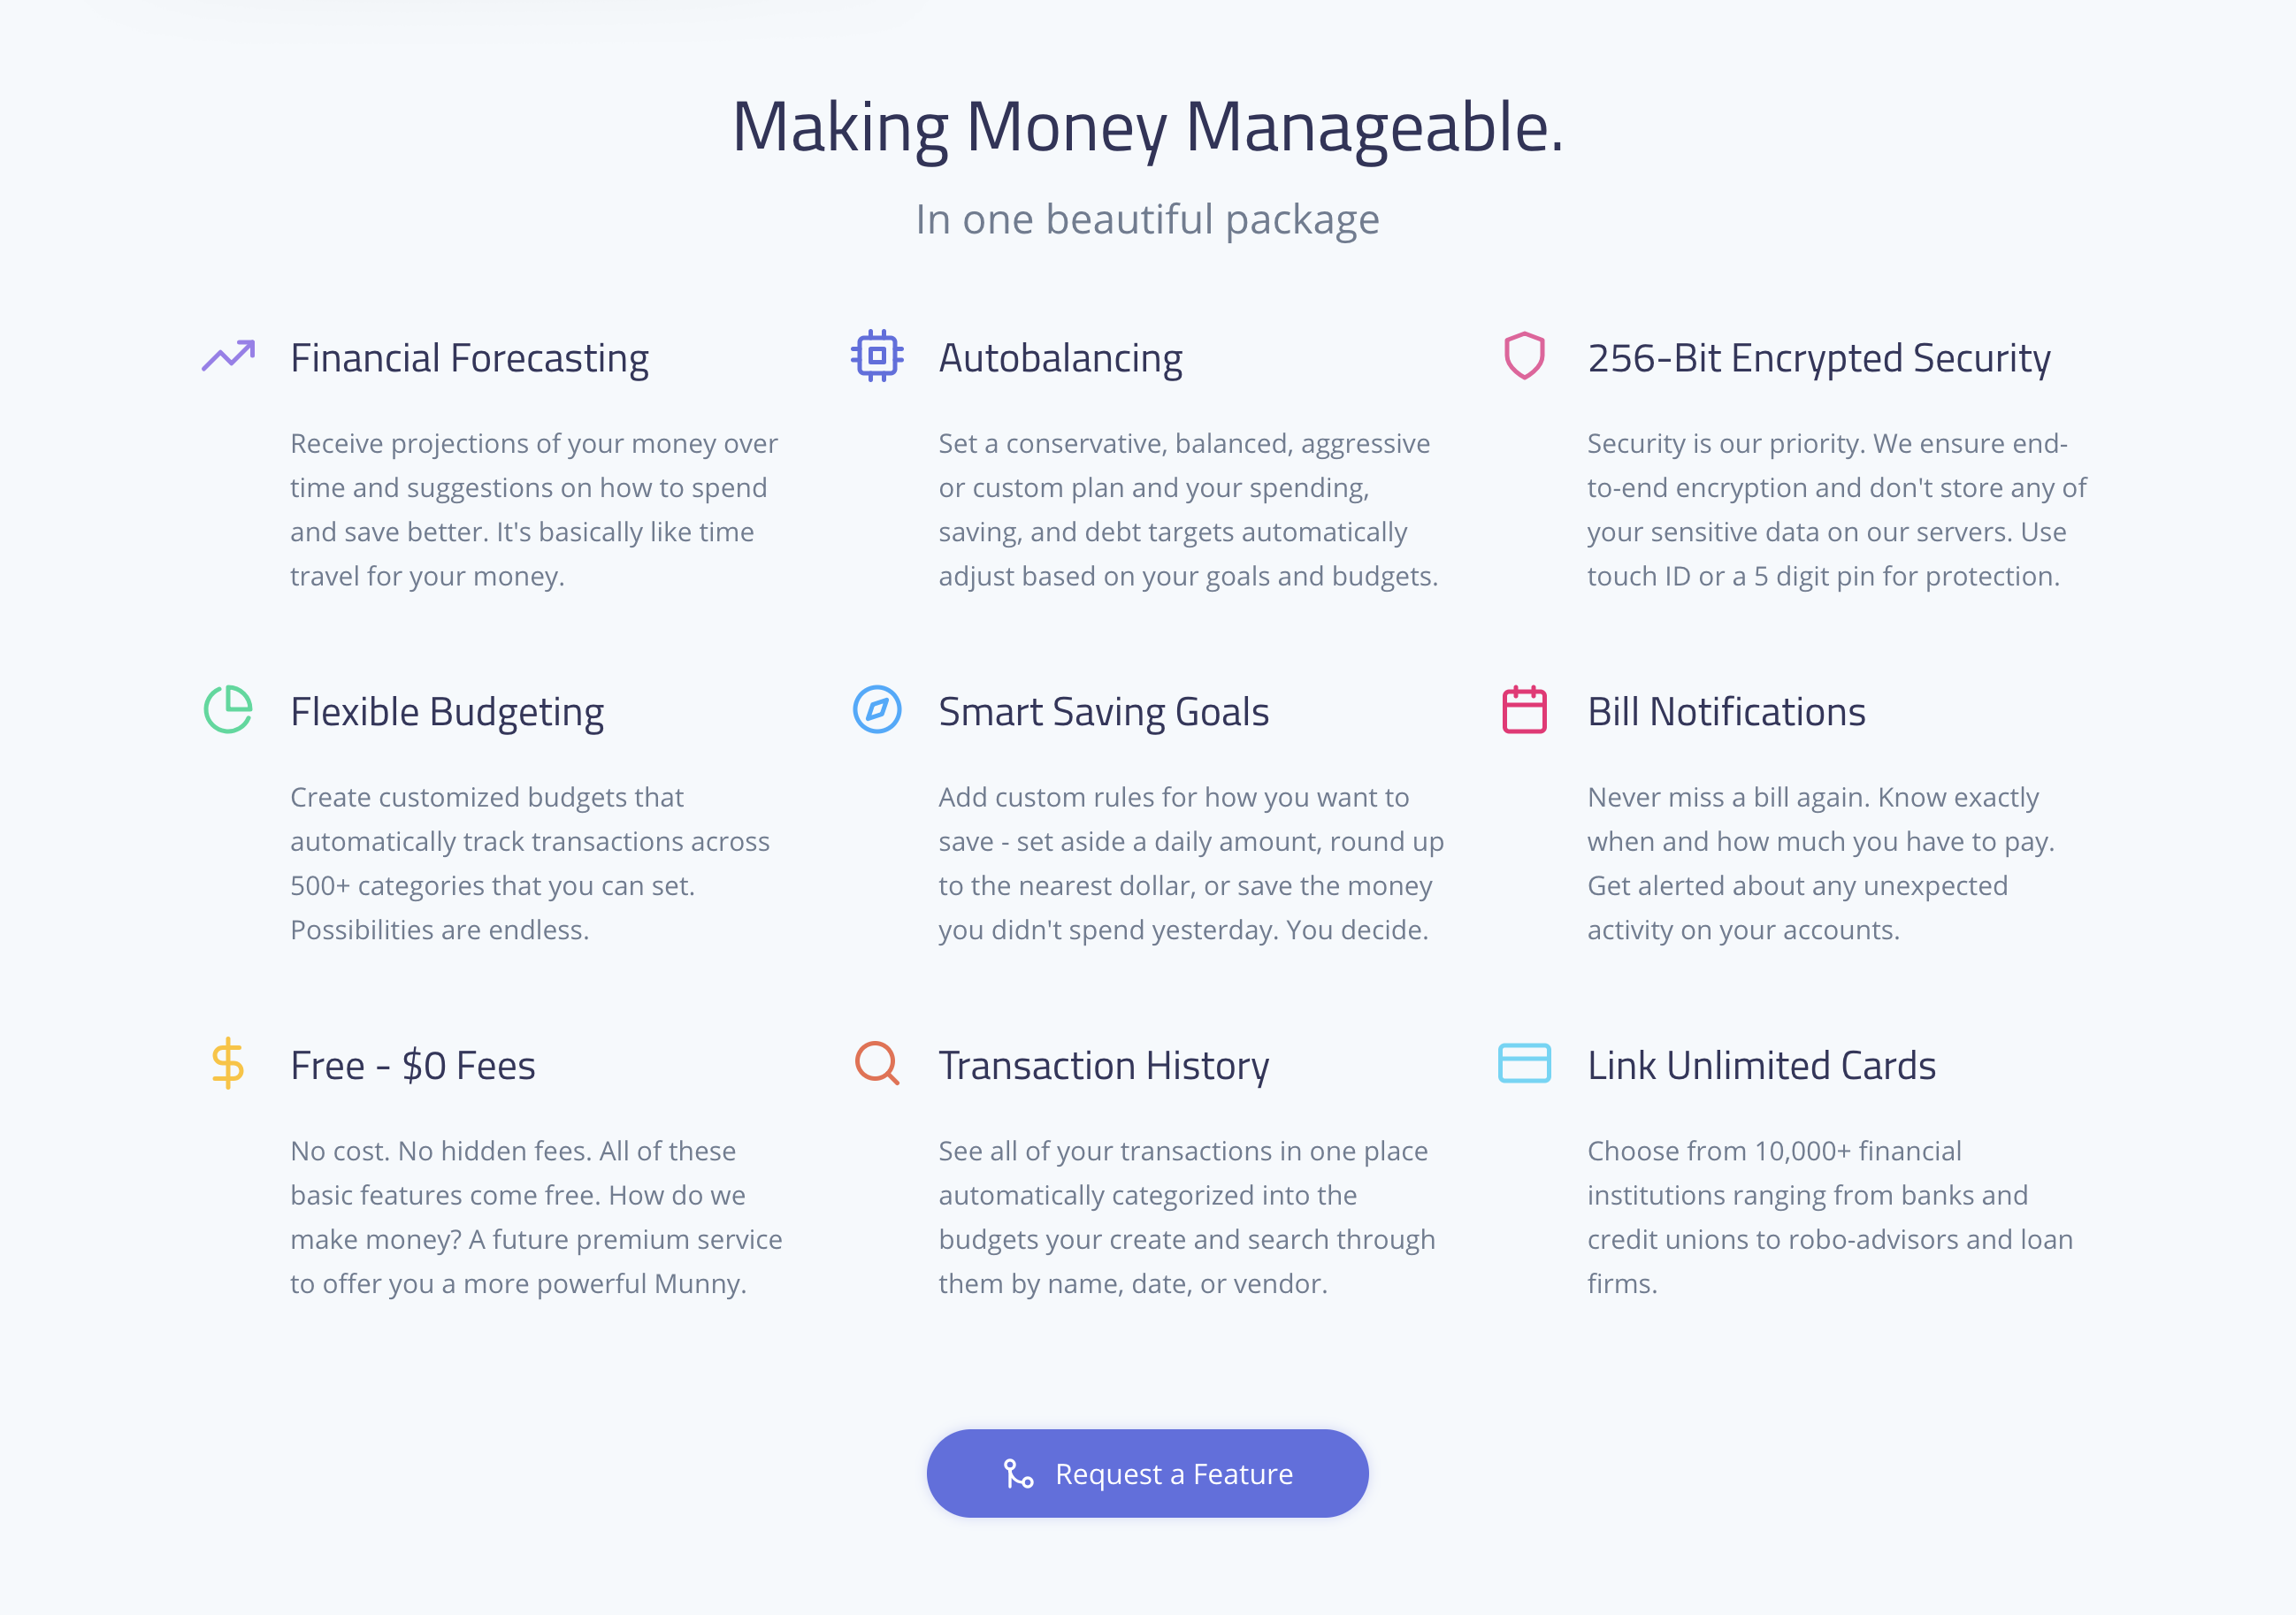 Making Money Manageable.
In one beautiful package
Financial Forecasting
Receive projections of your money over
time and suggestions on how to spend
and save better. It's basically like time
travel for your money.
Autobalancing
Set a conservative, balanced, aggressive
or custom plan and your spending,
saving, and debt targets automatically
adjust based on your goals and budgets.
256-Bit Encrypted Security
Security is our priority. We ensure end-
to-end encryption and don't store any of
your sensitive data on our servers. Use
touch ID or a 5 digit pin for protection.
Flexible Budgeting
Create customized budgets that
automatically track transactions across
500+ categories that you can set.
Possibilities are endless.
Smart Saving Goals
Add custom rules for how you want to
save - set aside a daily amount, round up
to the nearest dollar, or save the money
you didn't spend yesterday. You decide.
Bill Notifications
Never miss a bill again. Know exactly
when and how much you have to pay.
Get alerted about any unexpected
activity on your accounts.
Free - $0 Fees
No cost. No hidden fees. All of these
basic features come free. How do we
make money? A future premium service
to offer you a more powerful Munny.
Transaction History
See all of your transactions in one place
automatically categorized into the
budgets your create and search through
them by name, date, or vendor.
Link Unlimited Cards
Choose from 10,000+ financial
institutions ranging from banks and
credit unions to robo-advisors and loan
firms.
Request a Feature